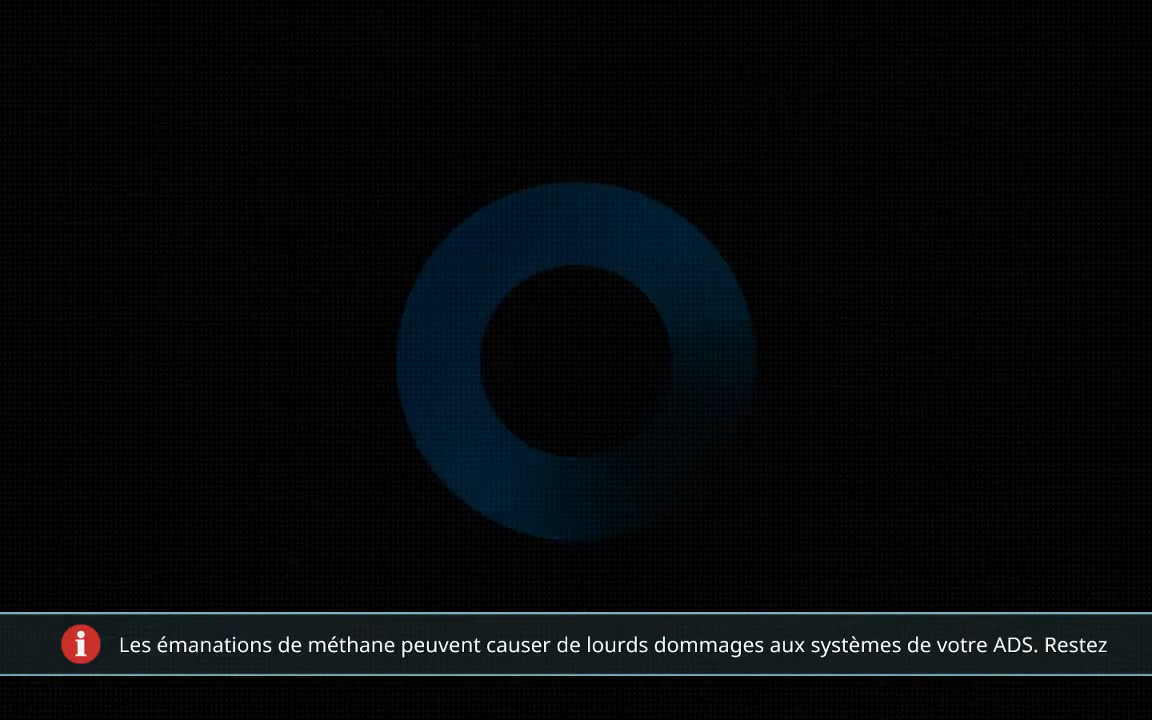 Les émanations de méthane peuvent causer de lourds dommages aux systèmes de votre ADS. Restez